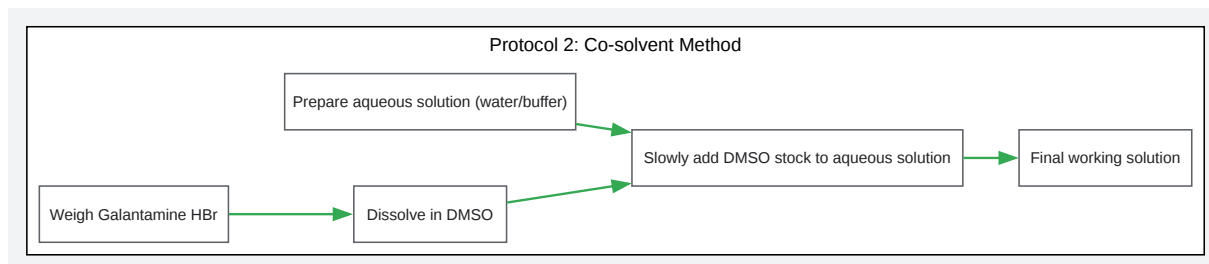 Protocol 2: Co-solvent Method
Prepare aqueous solution (water/buffer)
Slowly add DMSO stock to aqueous solution
Final working solution
Weigh Galantamine HBr
Dissolve in DMSO